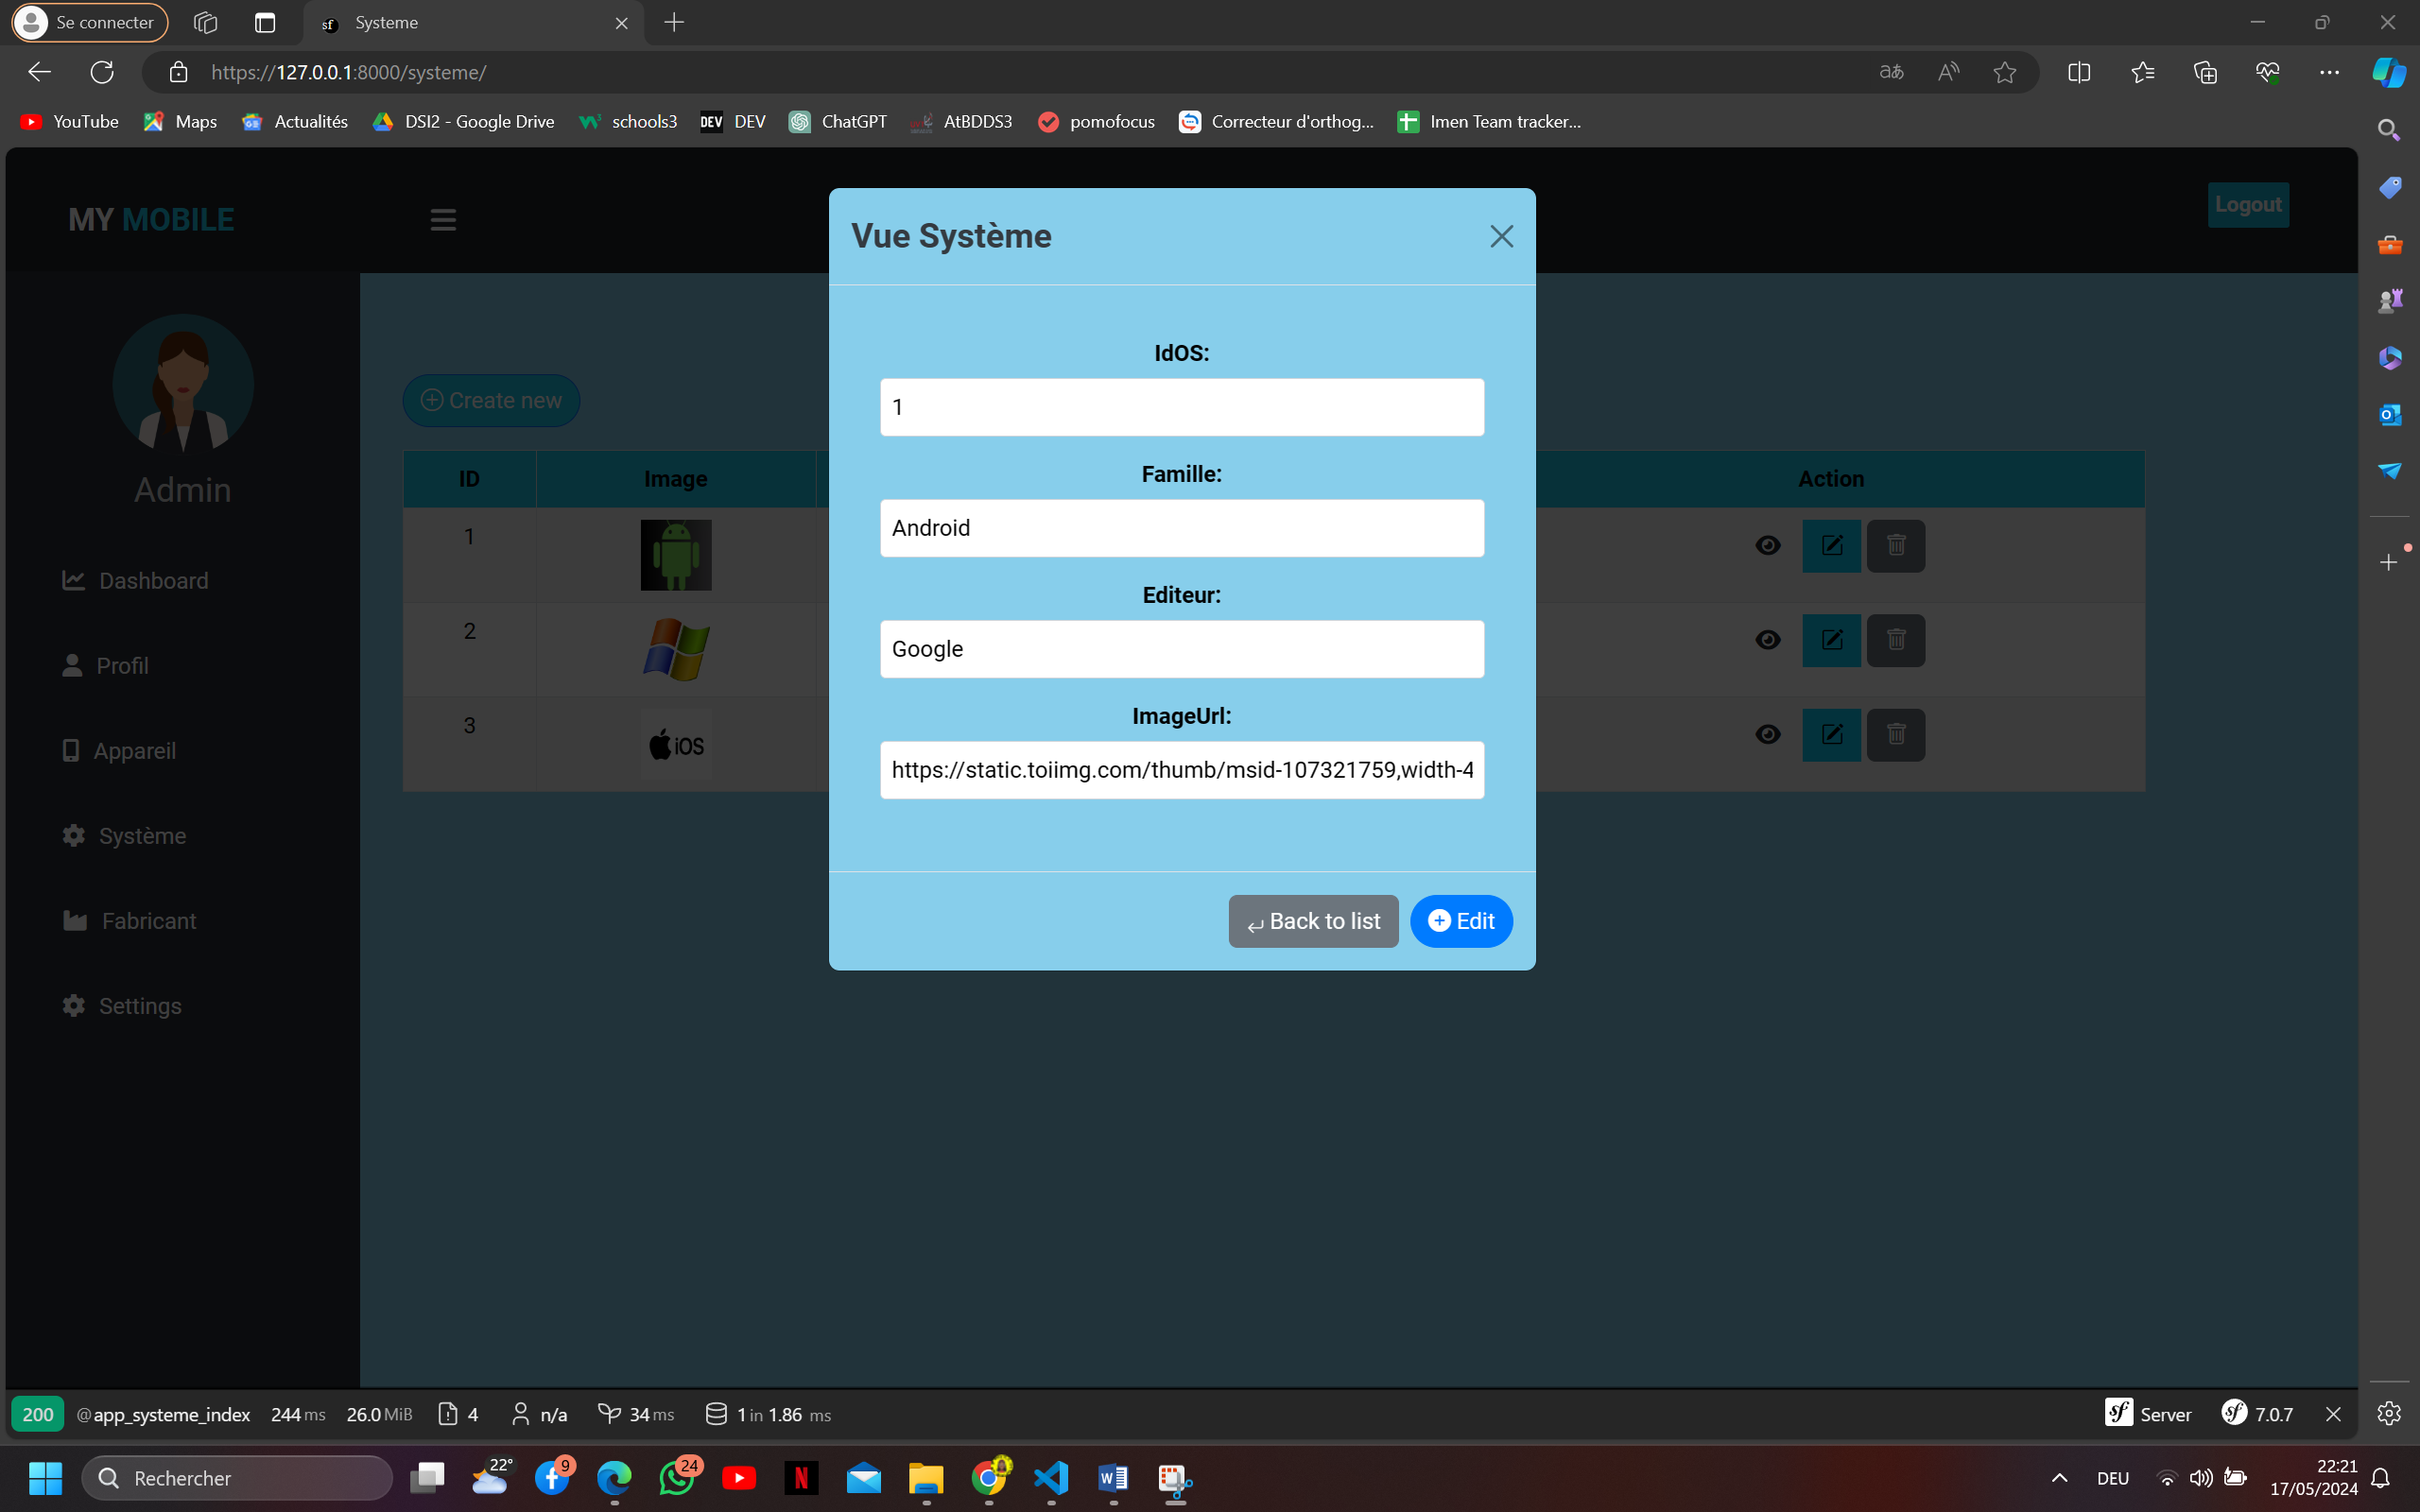 Se connecter
Systeme
https://127.0.0.1:8000/systeme/
YouTube
Maps
Actualités
DSI2 - Google Drive
schools3
DEV DEV
ChatGPT
AtBDDS3
pomofocus
Correcteur d'orthog...
Imen Team tracker...
MY MOBILE
Logout
Admin
Dashboard
Profil
Appareil
Système
Fabricant
Settings
Create new
ID Image Action
1
2
3 iOS
Vue Système
IdOS:
1
Famille:
Android
Editeur:
Google
ImageUrl:
https://static.toiimg.com/thumb/msid-107321759,width-4
Back to list
Edit
200 @app_systeme_index 244 ms 26.0 MiB 4 n/a 34 ms 1 in 1.86 ms
Server 7.0.7
Rechercher
22°
9
24
DEU
22:21
17/05/2024